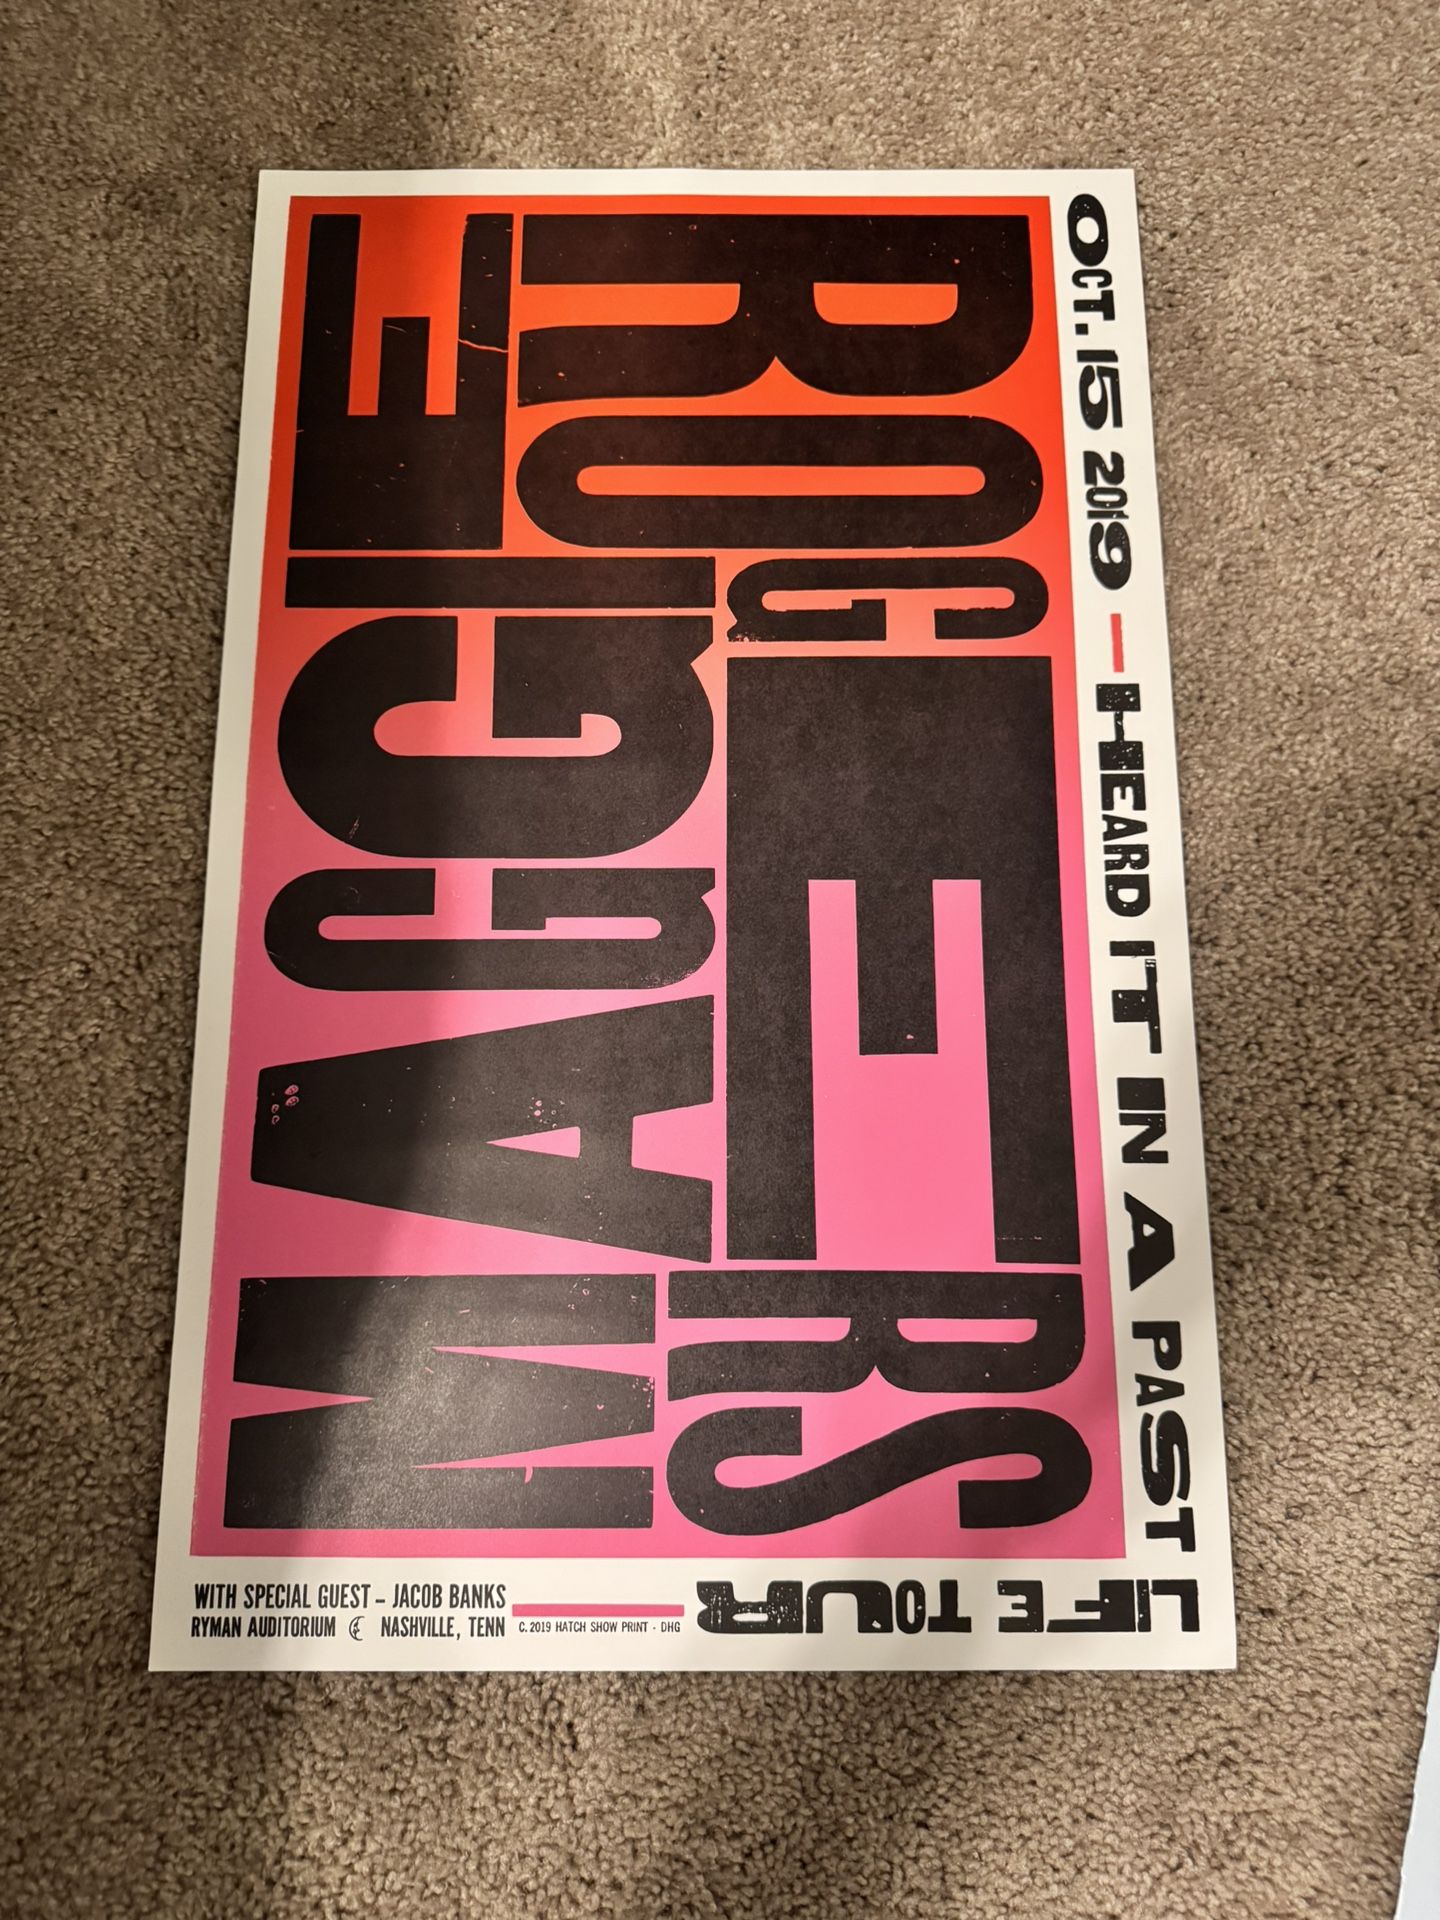 MAGGIE
ROGERS
OCT. 15 2019 — HEARD IT IN A PAST
LIFE TOUR
WITH SPECIAL GUEST – JACOB BANKS
RYMAN AUDITORIUM NASHVILLE, TENN
C. 2019 HATCH SHOW PRINT - DHG